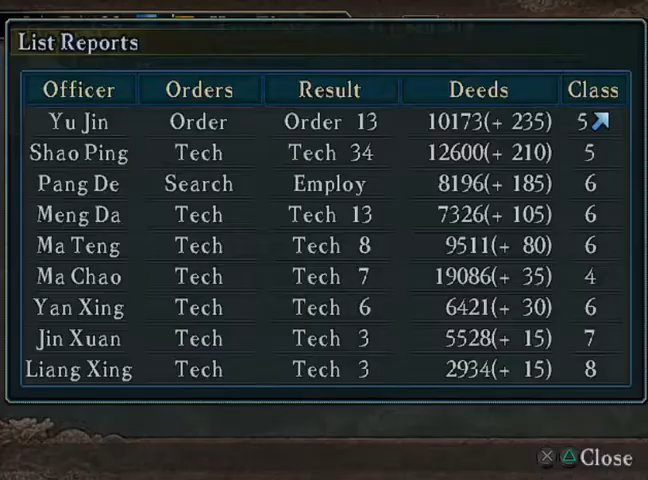 List Reports
Officer Orders Result Deeds Class
Yu Jin Order Order 13 10173(+ 235) 5
Shao Ping Tech Tech 34 12600(+ 210) 5
Pang De Search Employ 8196(+ 185) 6
Meng Da Tech Tech 13 7326(+ 105) 6
Ma Teng Tech Tech 8 9511(+ 80) 6
Ma Chao Tech Tech 7 19086(+ 35) 4
Yan Xing Tech Tech 6 6421(+ 30) 6
Jin Xuan Tech Tech 3 5528(+ 15) 7
Liang Xing Tech Tech 3 2934(+ 15) 8
Close